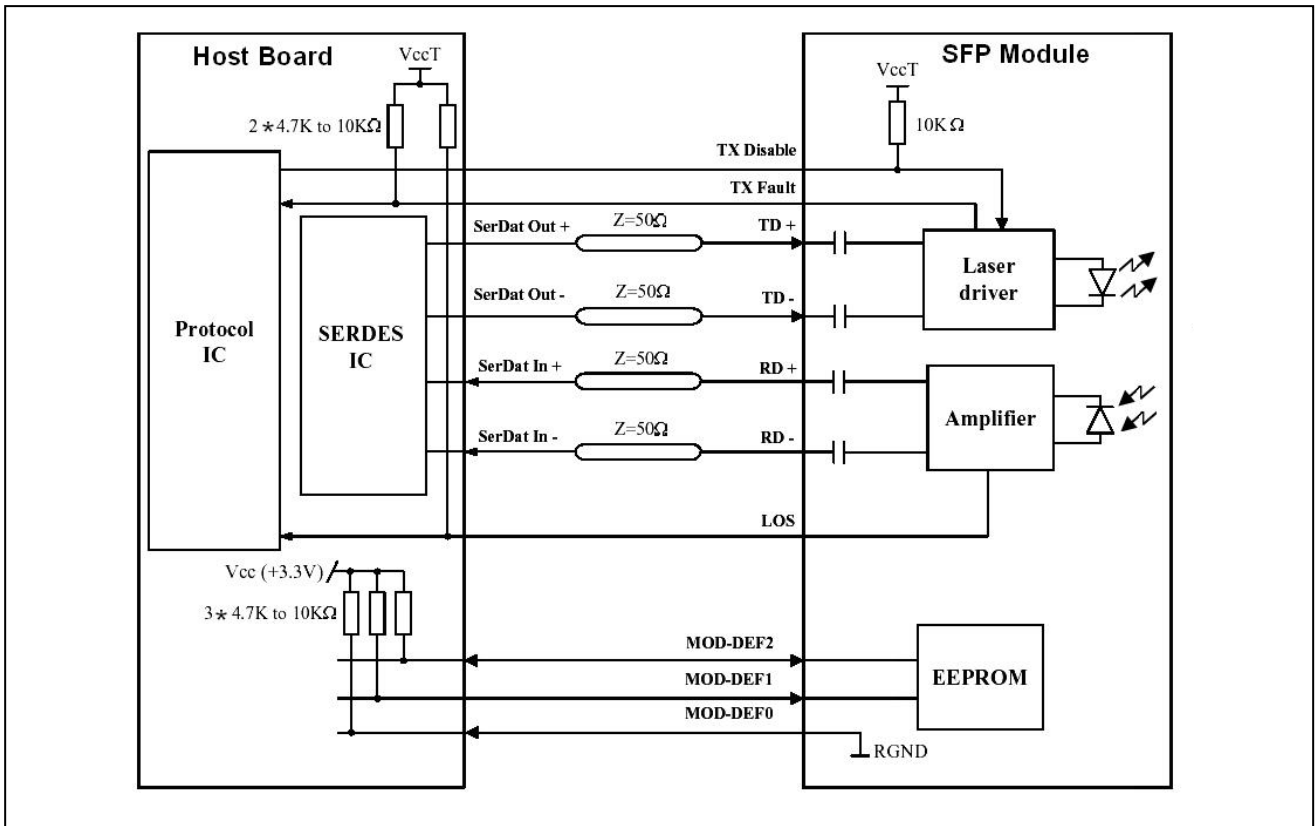 Host Board
SFP Module
VccT
VccT
2 * 4.7K to 10KΩ
10K Ω
TX Disable
TX Fault
SerDat Out +
Z=50Ω
TD +
SerDat Out -
Z=50Ω
TD -
Laser
driver
Protocol
IC
SERDES
IC
SerDat In +
Z=50Ω
RD +
SerDat In -
Z=50Ω
RD -
Amplifier
LOS
Vcc (+3.3V)
3 * 4.7K to 10KΩ
MOD-DEF2
MOD-DEF1
MOD-DEF0
EEPROM
RGND